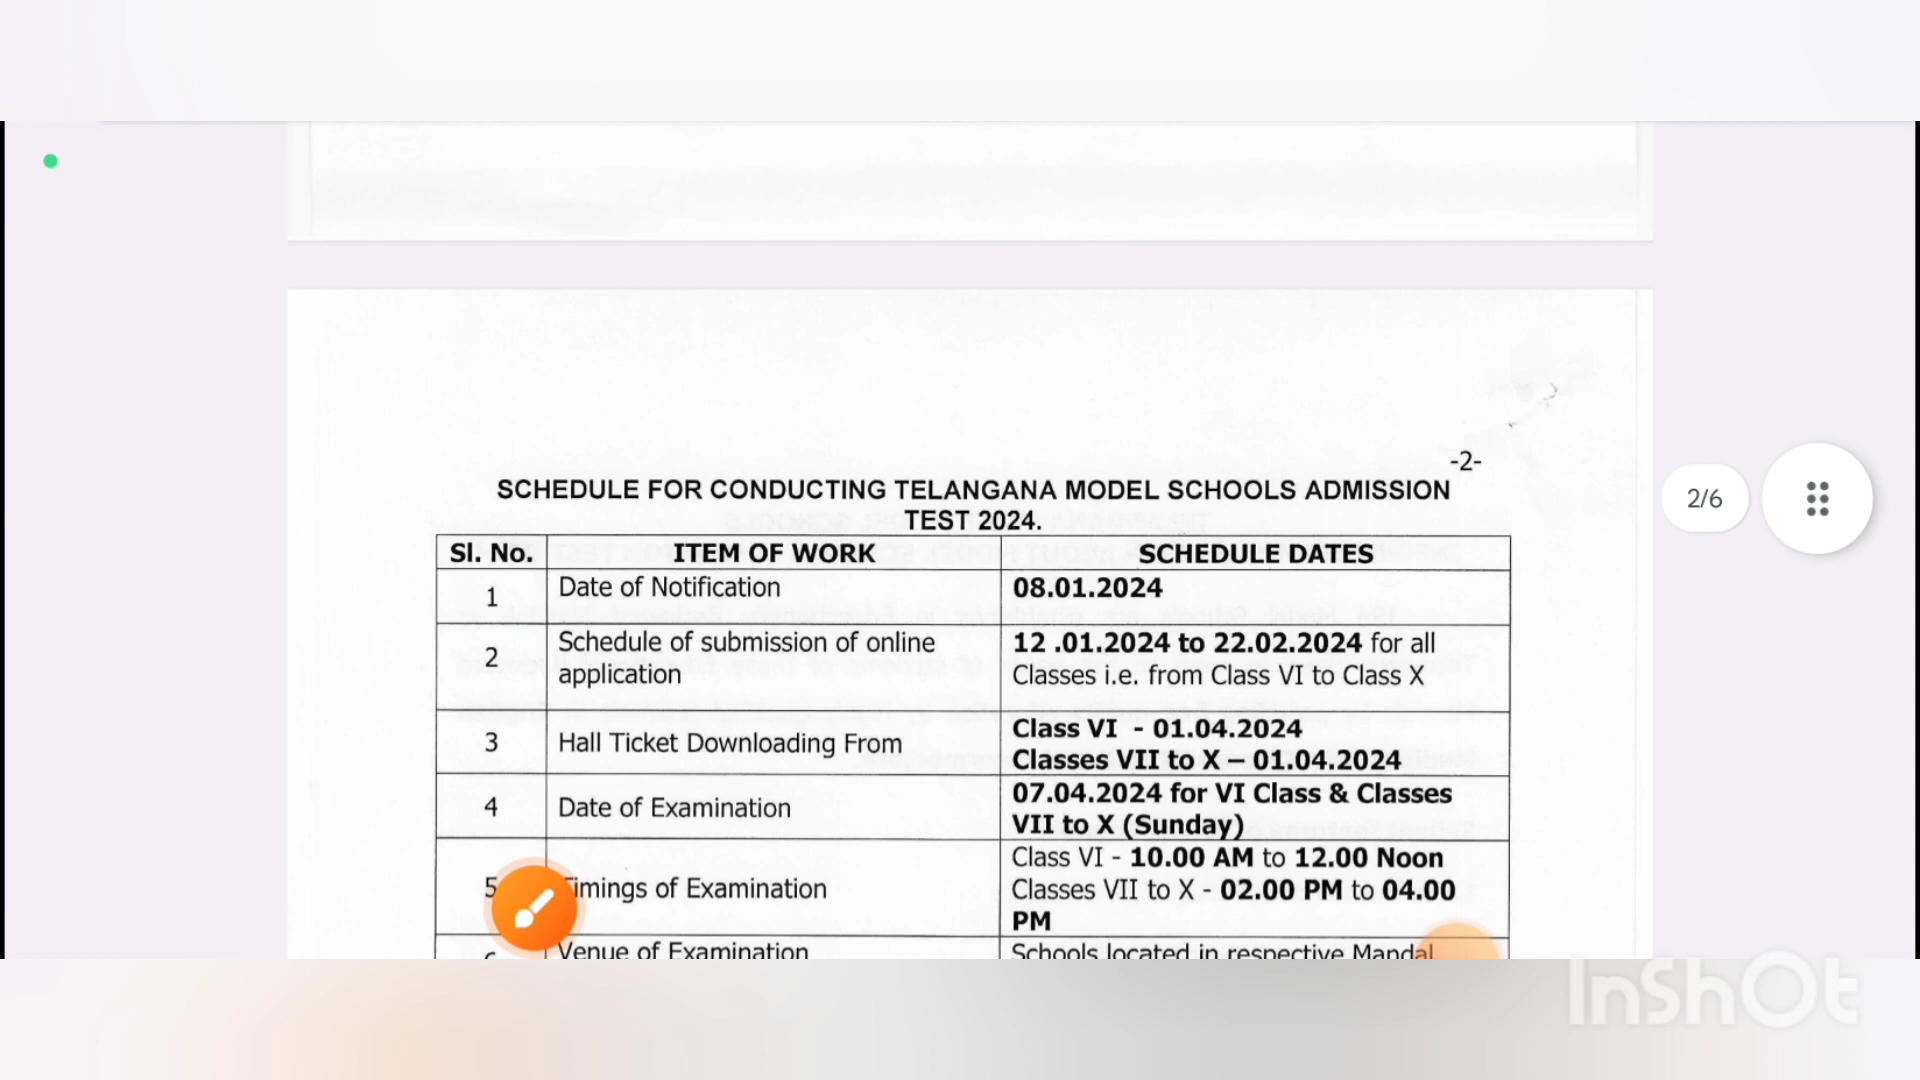 -2-
SCHEDULE FOR CONDUCTING TELANGANA MODEL SCHOOLS ADMISSION
TEST 2024.
Sl. No. ITEM OF WORK SCHEDULE DATES
1 Date of Notification 08.01.2024
2 Schedule of submission of online application 12 .01.2024 to 22.02.2024 for all
Classes i.e. from Class VI to Class X
3 Hall Ticket Downloading From Class VI - 01.04.2024
Classes VII to X – 01.04.2024
4 Date of Examination 07.04.2024 for VI Class & Classes
VII to X (Sunday)
5 Timings of Examination Class VI - 10.00 AM to 12.00 Noon
Classes VII to X - 02.00 PM to 04.00
PM
Venue of Examination Schools located in respective Mandal
2/6
InShOt